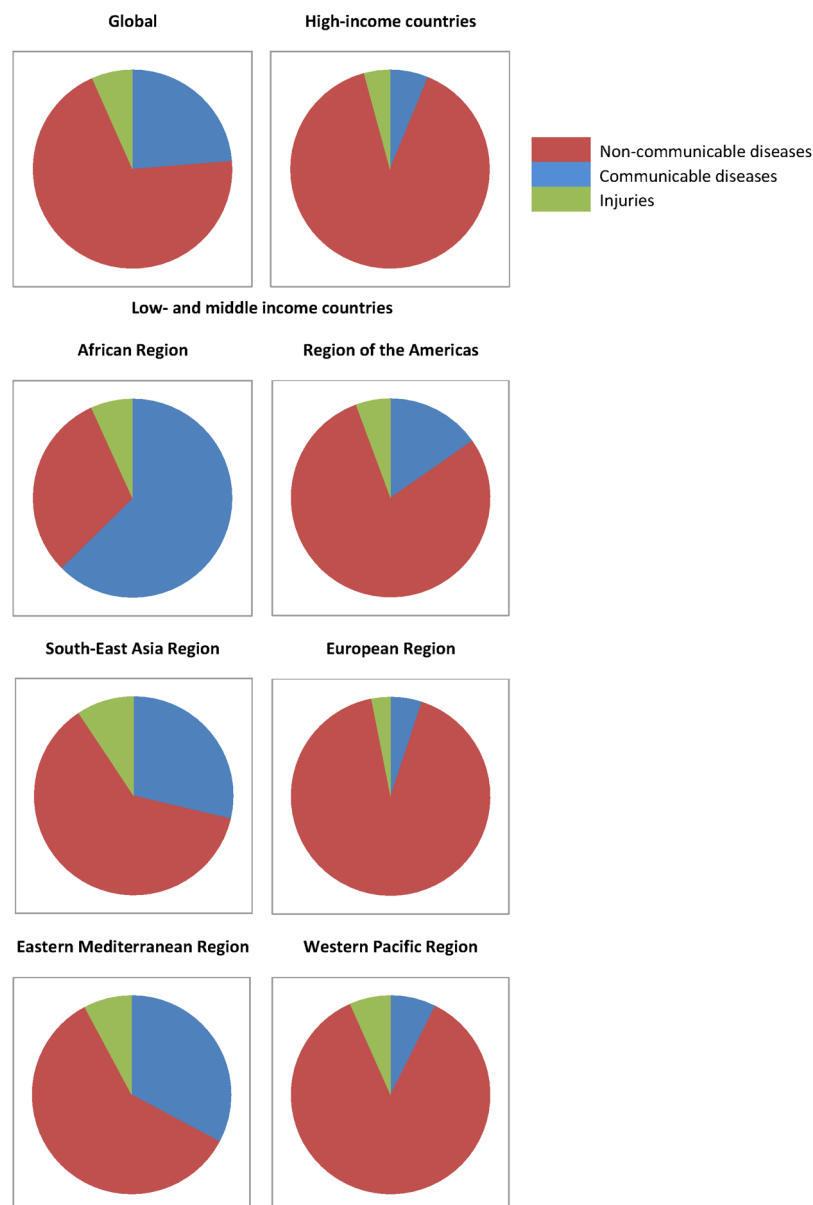 Global
High-income countries
Non-communicable diseases
Communicable diseases
Injuries
Low- and middle income countries
African Region
Region of the Americas
South-East Asia Region
European Region
Eastern Mediterranean Region
Western Pacific Region